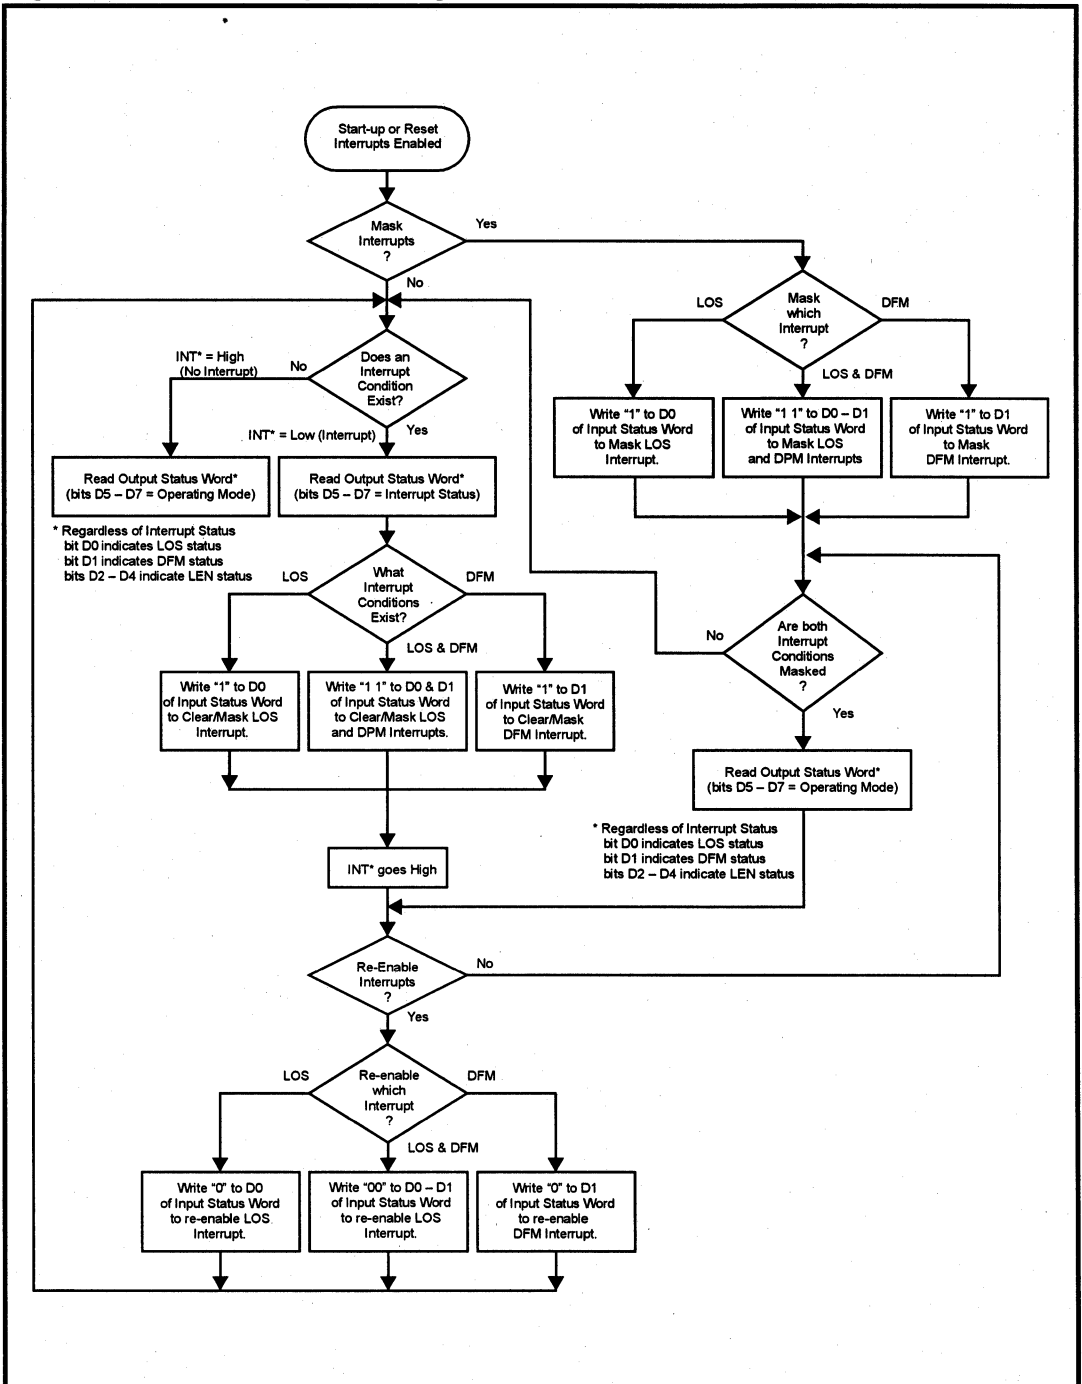 Start-up or Reset
Interrupts Enabled
Mask
Interrupts
?
Yes
No
Mask
which
Interrupt
?
LOS
DFM
LOS & DFM
Write "1" to D0
of Input Status Word
to Mask LOS
Interrupt.
Write "1 1" to D0 – D1
of Input Status Word
to Mask LOS
and DPM Interrupts
Write "1" to D1
of Input Status Word
to Mask
DFM Interrupt.
Does an
Interrupt
Condition
Exist?
INT* = High
(No Interrupt)
No
INT* = Low (Interrupt)
Yes
Read Output Status Word*
(bits D5 – D7 = Operating Mode)
Read Output Status Word*
(bits D5 – D7 = Interrupt Status)
* Regardless of Interrupt Status
bit D0 indicates LOS status
bit D1 indicates DFM status
bits D2 – D4 indicate LEN status
What
Interrupt
Conditions
Exist?
LOS
DFM
LOS & DFM
Write "1" to D0
of Input Status Word
to Clear/Mask LOS
Interrupt.
Write "1 1" to D0 & D1
of Input Status Word
to Clear/Mask LOS
and DPM Interrupts.
Write "1" to D1
of Input Status Word
to Clear/Mask
DFM Interrupt.
Are both
Interrupt
Conditions
Masked
?
No
Yes
Read Output Status Word*
(bits D5 – D7 = Operating Mode)
* Regardless of Interrupt Status
bit D0 indicates LOS status
bit D1 indicates DFM status
bits D2 – D4 indicate LEN status
INT* goes High
Re-Enable
Interrupts
?
No
Yes
Re-enable
which
Interrupt
?
LOS
DFM
LOS & DFM
Write "0" to D0
of Input Status Word
to re-enable LOS
Interrupt.
Write "00" to D0 – D1
of Input Status Word
to re-enable LOS
Interrupt.
Write "0" to D1
of Input Status Word
to re-enable
DFM Interrupt.